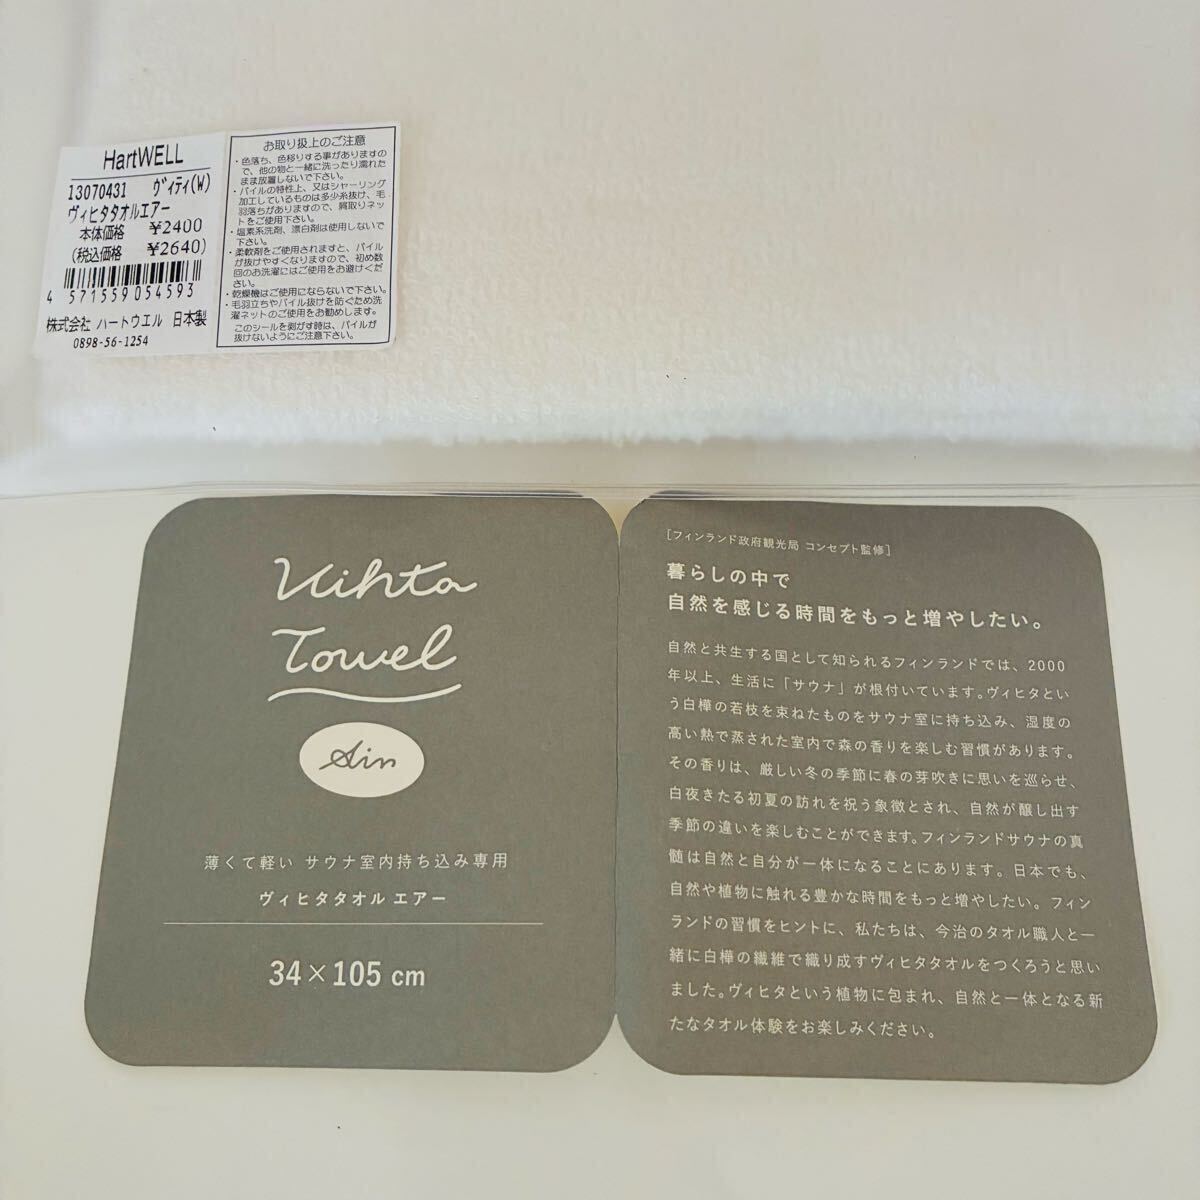 HartWELL
13070431 ヴィティ(W)
ヴィヒタタオルエアー
本体価格 ¥2400
(税込価格 ¥2640)
4 571559 054593
株式会社 ハートウエル 日本製
0898-56-1254
お取り扱上のご注意
・色落ち、色移りする事がありますの
で、他の物と一緒に洗ったり濡れた
まま放置しないで下さい。
・パイルの特性上、又はシャーリング
加工しているものは多少糸抜け、毛
羽落ちがありますので、屑取りネッ
トをご使用下さい。
・塩素系洗剤、漂白剤は使用しないで
下さい。
・柔軟剤をご使用されますと、パイル
が抜けやすくなりますので、初め数
回のお洗濯にはご使用をお避けくだ
さい。
・乾燥機はご使用にならないで下さい。
・毛羽立ちやパイル抜けを防ぐため洗
濯ネットのご使用をお勧めします。
このシールを剥がす時は、パイルが
抜けないようにご注意下さい。
Vihta
Towel
Air
薄くて軽い サウナ室内持ち込み専用
ヴィヒタタオル エアー
34×105 cm
[フィンランド政府観光局 コンセプト監修]
暮らしの中で
自然を感じる時間をもっと増やしたい。
自然と共生する国として知られるフィンランドでは、2000
年以上、生活に「サウナ」が根付いています。ヴィヒタとい
う白樺の若枝を束ねたものをサウナ室に持ち込み、湿度の
高い熱で蒸された室内で森の香りを楽しむ習慣があります。
その香りは、厳しい冬の季節に春の芽吹きに思いを巡らせ、
白夜きたる初夏の訪れを祝う象徴とされ、自然が醸し出す
季節の違いを楽しむことができます。フィンランドサウナの真
髄は自然と自分が一体になることにあります。日本でも、
自然や植物に触れる豊かな時間をもっと増やしたい。フィン
ランドの習慣をヒントに、私たちは、今治のタオル職人と一
緒に白樺の繊維で織り成すヴィヒタタオルをつくろうと思い
ました。ヴィヒタという植物に包まれ、自然と一体となる新
たなタオル体験をお楽しみください。